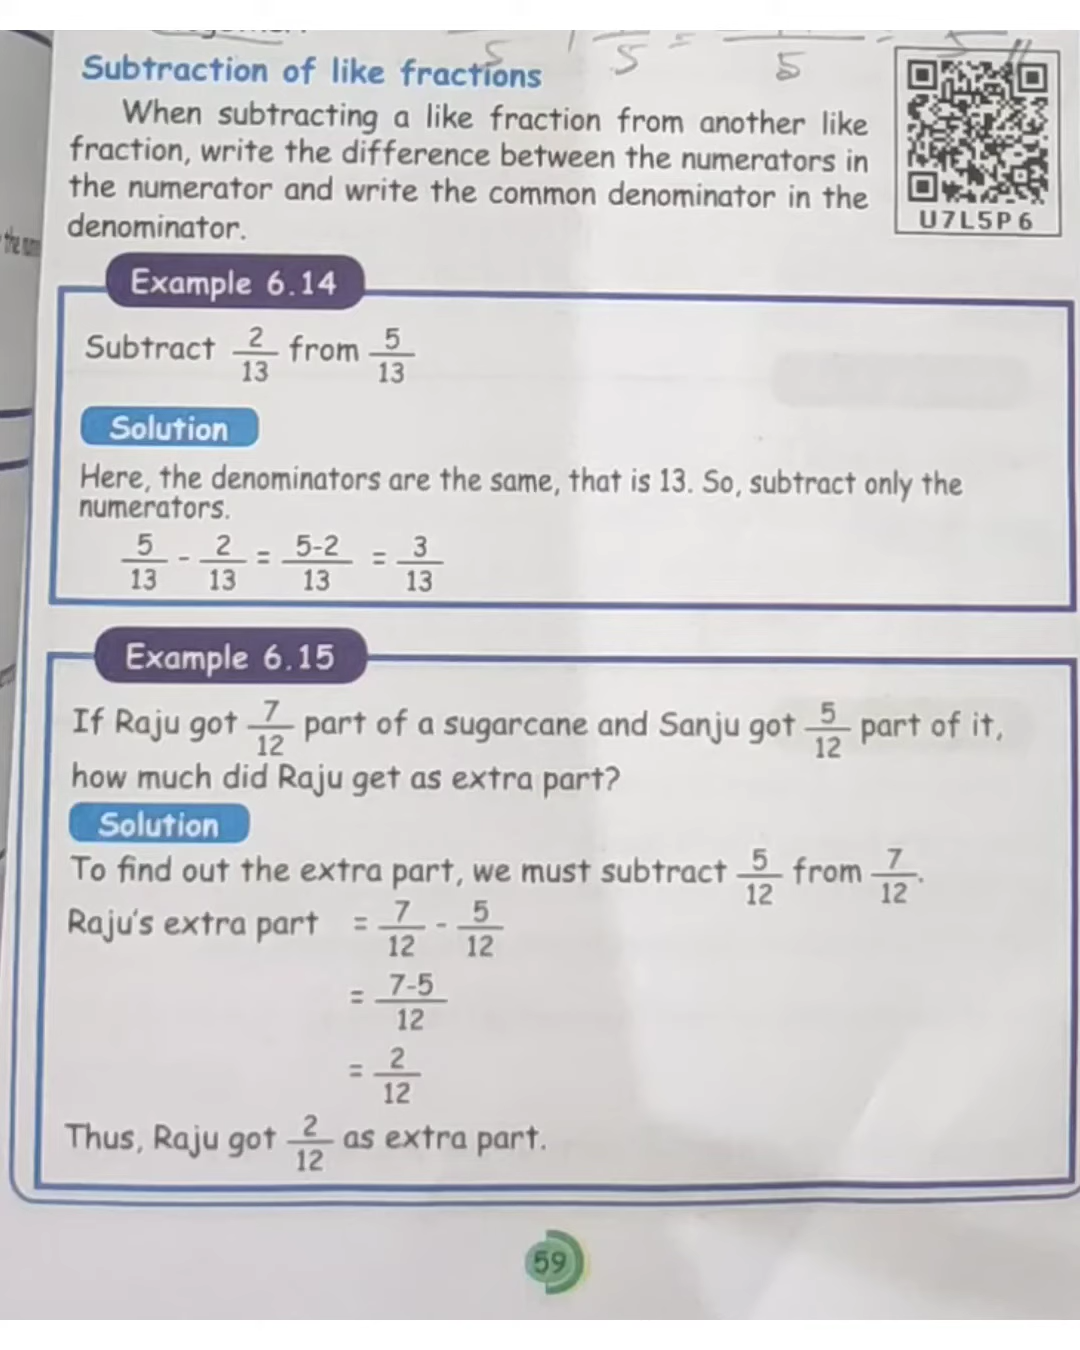 Subtraction of like fractions
When subtracting a like fraction from another like
fraction, write the difference between the numerators in
the numerator and write the common denominator in the
denominator.
U7L5P6
Example 6.14
Subtract 2/13 from 5/13
Solution
Here, the denominators are the same, that is 13. So, subtract only the
numerators.
5/13 - 2/13 = 5-2/13 = 3/13
Example 6.15
If Raju got 7/12 part of a sugarcane and Sanju got 5/12 part of it,
how much did Raju get as extra part?
Solution
To find out the extra part, we must subtract 5/12 from 7/12.
Raju's extra part = 7/12 - 5/12
= 7-5/12
= 2/12
Thus, Raju got 2/12 as extra part.
59